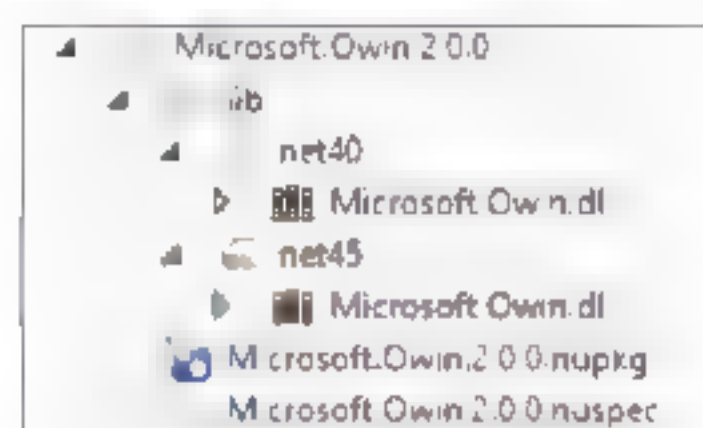 Microsoft.Owin.2.0.0
lib
net40
Microsoft.Owin.dll
net45
Microsoft.Owin.dll
Microsoft.Owin.2.0.0.nupkg
Microsoft.Owin.2.0.0.nuspec